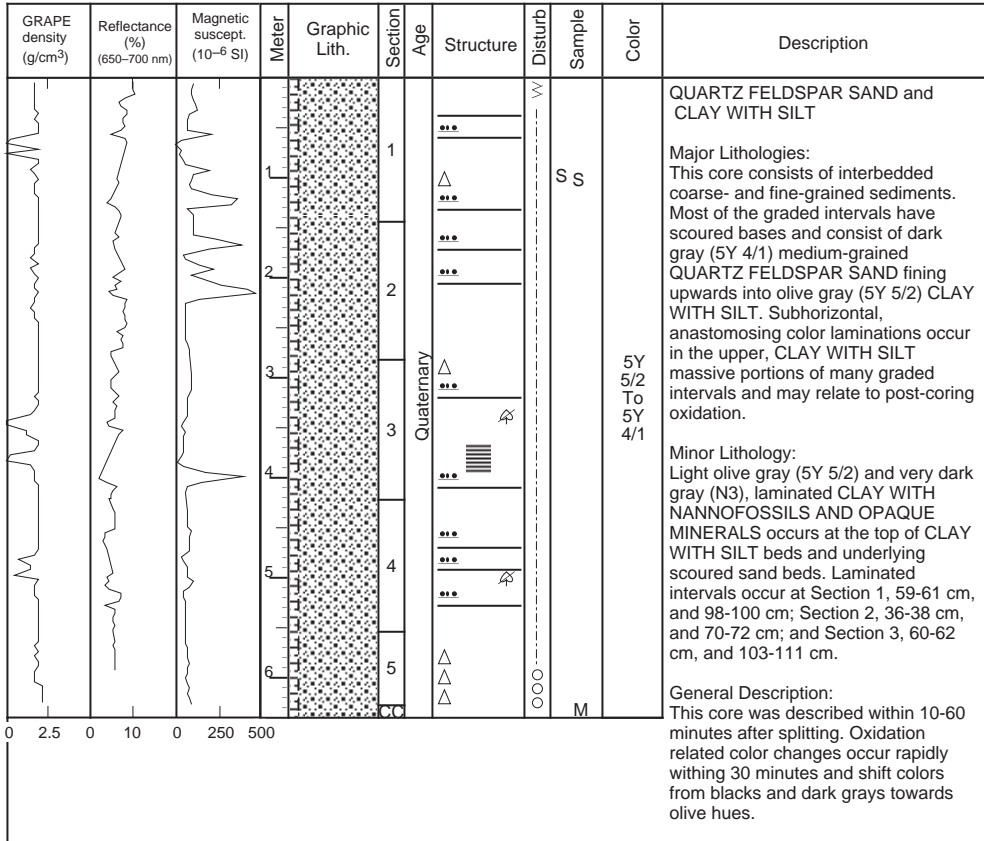 GRAPE
density
(g/cm3)
Reflectance
(%)
(650–700 nm)
Magnetic
suscept.
(10–6 SI)
Meter
Graphic
Lith.
Section
Age
Structure
Disturb
Sample
Color
Description
1
2
3
4
5
6
1
2
3
4
5
CC
Quaternary
S S
M
5Y
5/2
To
5Y
4/1
0 2.5 0 10 0 250 500
QUARTZ FELDSPAR SAND and
CLAY WITH SILT
Major Lithologies:
This core consists of interbedded
coarse- and fine-grained sediments.
Most of the graded intervals have
scoured bases and consist of dark
gray (5Y 4/1) medium-grained
QUARTZ FELDSPAR SAND fining
upwards into olive gray (5Y 5/2) CLAY
WITH SILT. Subhorizontal,
anastomosing color laminations occur
in the upper, CLAY WITH SILT
massive portions of many graded
intervals and may relate to post-coring
oxidation.
Minor Lithology:
Light olive gray (5Y 5/2) and very dark
gray (N3), laminated CLAY WITH
NANNOFOSSILS AND OPAQUE
MINERALS occurs at the top of CLAY
WITH SILT beds and underlying
scoured sand beds. Laminated
intervals occur at Section 1, 59-61 cm,
and 98-100 cm; Section 2, 36-38 cm,
and 70-72 cm; and Section 3, 60-62
cm, and 103-111 cm.
General Description:
This core was described within 10-60
minutes after splitting. Oxidation
related color changes occur rapidly
withing 30 minutes and shift colors
from blacks and dark grays towards
olive hues.